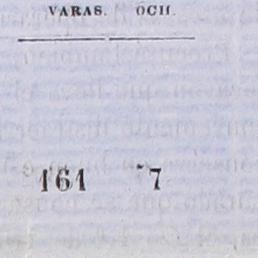 VARAS. OCH.
161 7